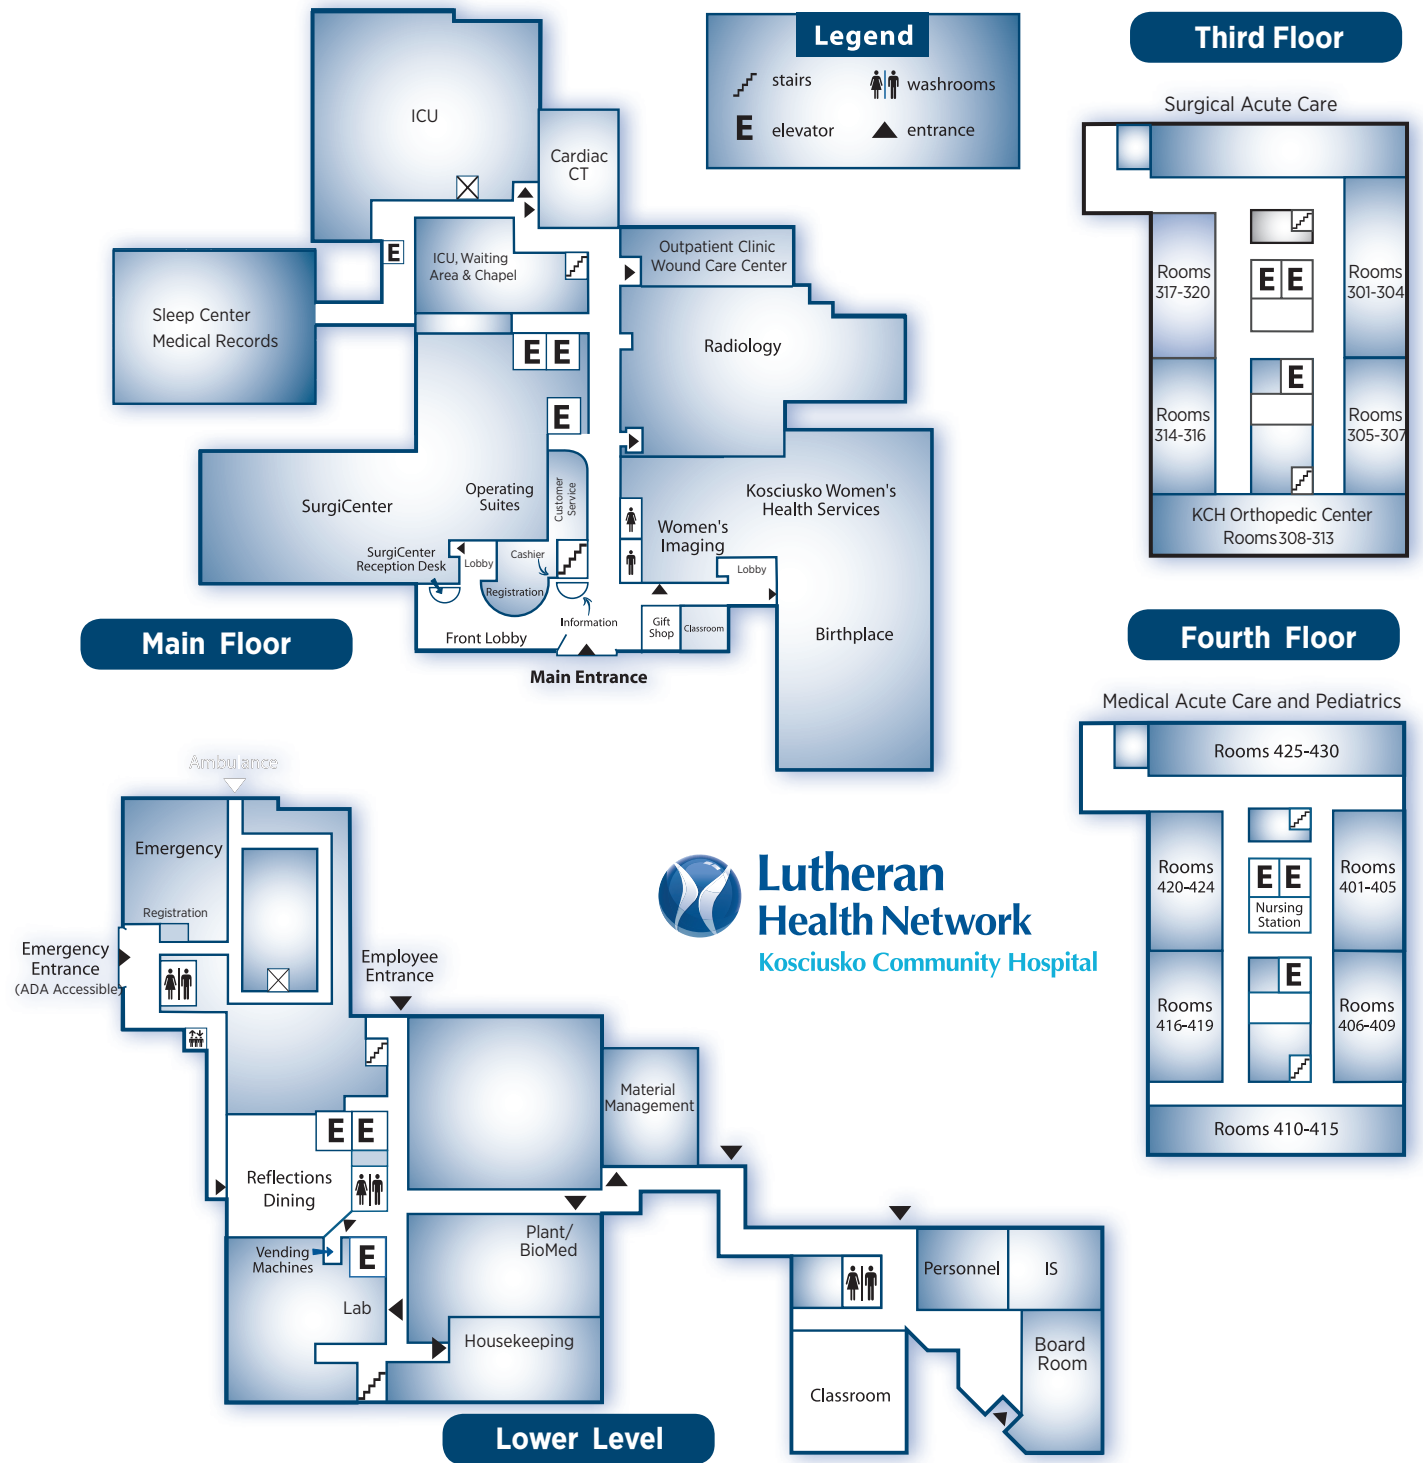 Legend
stairs
washrooms
E
elevator
entrance
ICU
Cardiac
CT
E
ICU, Waiting
Area & Chapel
Outpatient Clinic
Wound Care Center
Sleep Center
Medical Records
E E
Radiology
E
SurgiCenter
Operating
Suites
Customer
Service
Kosciusko Women's
Health Services
Women's
Imaging
SurgiCenter
Reception Desk
Lobby
Cashier
Registration
Lobby
Information
Gift
Shop
Classroom
Front Lobby
Birthplace
Main Entrance
Main Floor
Third Floor
Surgical Acute Care
Rooms
317-320
E E
Rooms
301-304
E
Rooms
314-316
Rooms
305-307
KCH Orthopedic Center
Rooms 308-313
Fourth Floor
Medical Acute Care and Pediatrics
Rooms 425-430
Rooms
420-424
E E
Nursing
Station
Rooms
401-405
E
Rooms
416-419
Rooms
406-409
Rooms 410-415
Lutheran
Health Network
Kosciusko Community Hospital
Ambulance
Emergency
Registration
Emergency
Entrance
(ADA Accessible)
Employee
Entrance
Material
Management
E E
Reflections
Dining
Vending
Machines
E
Lab
Plant/
BioMed
Housekeeping
Personnel
IS
Board
Room
Classroom
Lower Level